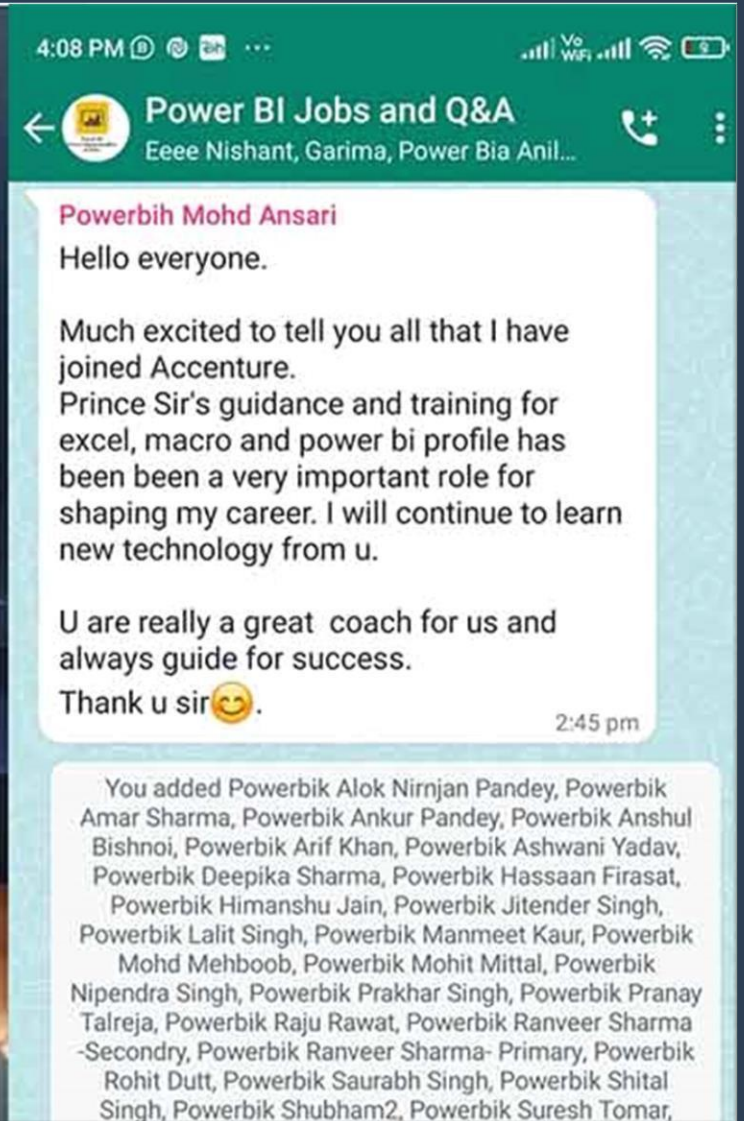 4:08 PM
Vo
WiFi
Power BI Jobs and Q&A
Eeee Nishant, Garima, Power Bia Anil...
Powerbih Mohd Ansari
Hello everyone.
Much excited to tell you all that I have
joined Accenture.
Prince Sir's guidance and training for
excel, macro and power bi profile has
been been a very important role for
shaping my career. I will continue to learn
new technology from u.
U are really a great coach for us and
always guide for success.
Thank u sir😊.
2:45 pm
You added Powerbik Alok Nirnjan Pandey, Powerbik
Amar Sharma, Powerbik Ankur Pandey, Powerbik Anshul
Bishnoi, Powerbik Arif Khan, Powerbik Ashwani Yadav,
Powerbik Deepika Sharma, Powerbik Hassaan Firasat,
Powerbik Himanshu Jain, Powerbik Jitender Singh,
Powerbik Lalit Singh, Powerbik Manmeet Kaur, Powerbik
Mohd Mehboob, Powerbik Mohit Mittal, Powerbik
Nipendra Singh, Powerbik Prakhar Singh, Powerbik Pranay
Talreja, Powerbik Raju Rawat, Powerbik Ranveer Sharma
-Secondry, Powerbik Ranveer Sharma- Primary, Powerbik
Rohit Dutt, Powerbik Saurabh Singh, Powerbik Shital
Singh, Powerbik Shubham2, Powerbik Suresh Tomar,